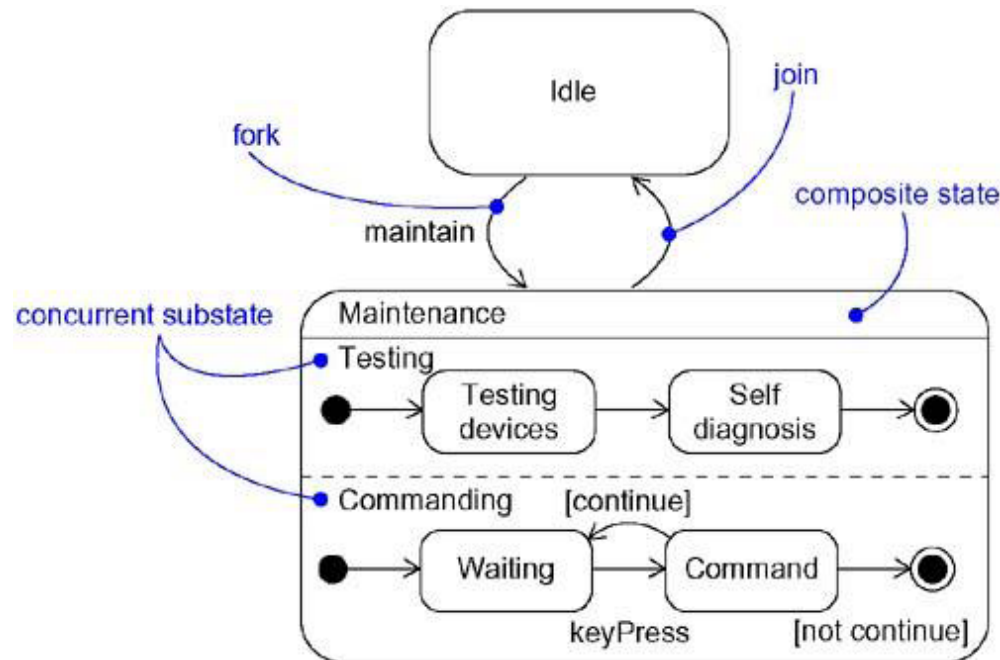 Idle
join
fork
composite state
maintain
concurrent substate
Maintenance
Testing
Testing
devices
Self
diagnosis
Commanding
[continue]
Waiting
Command
keyPress
[not continue]